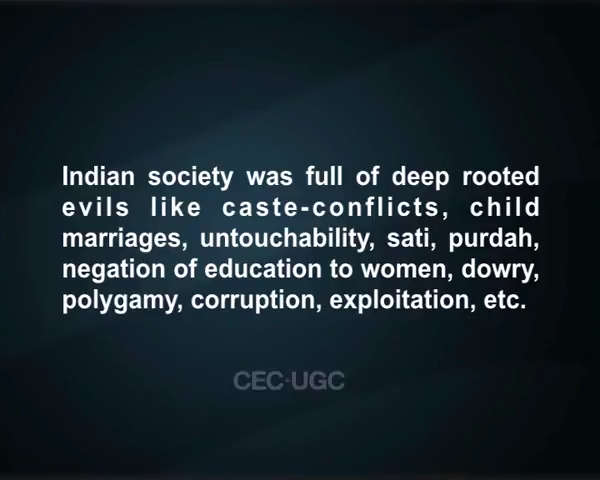 Indian society was full of deep rooted
evils like caste-conflicts, child
marriages, untouchability, sati, purdah,
negation of education to women, dowry,
polygamy, corruption, exploitation, etc.
CEC-UGC